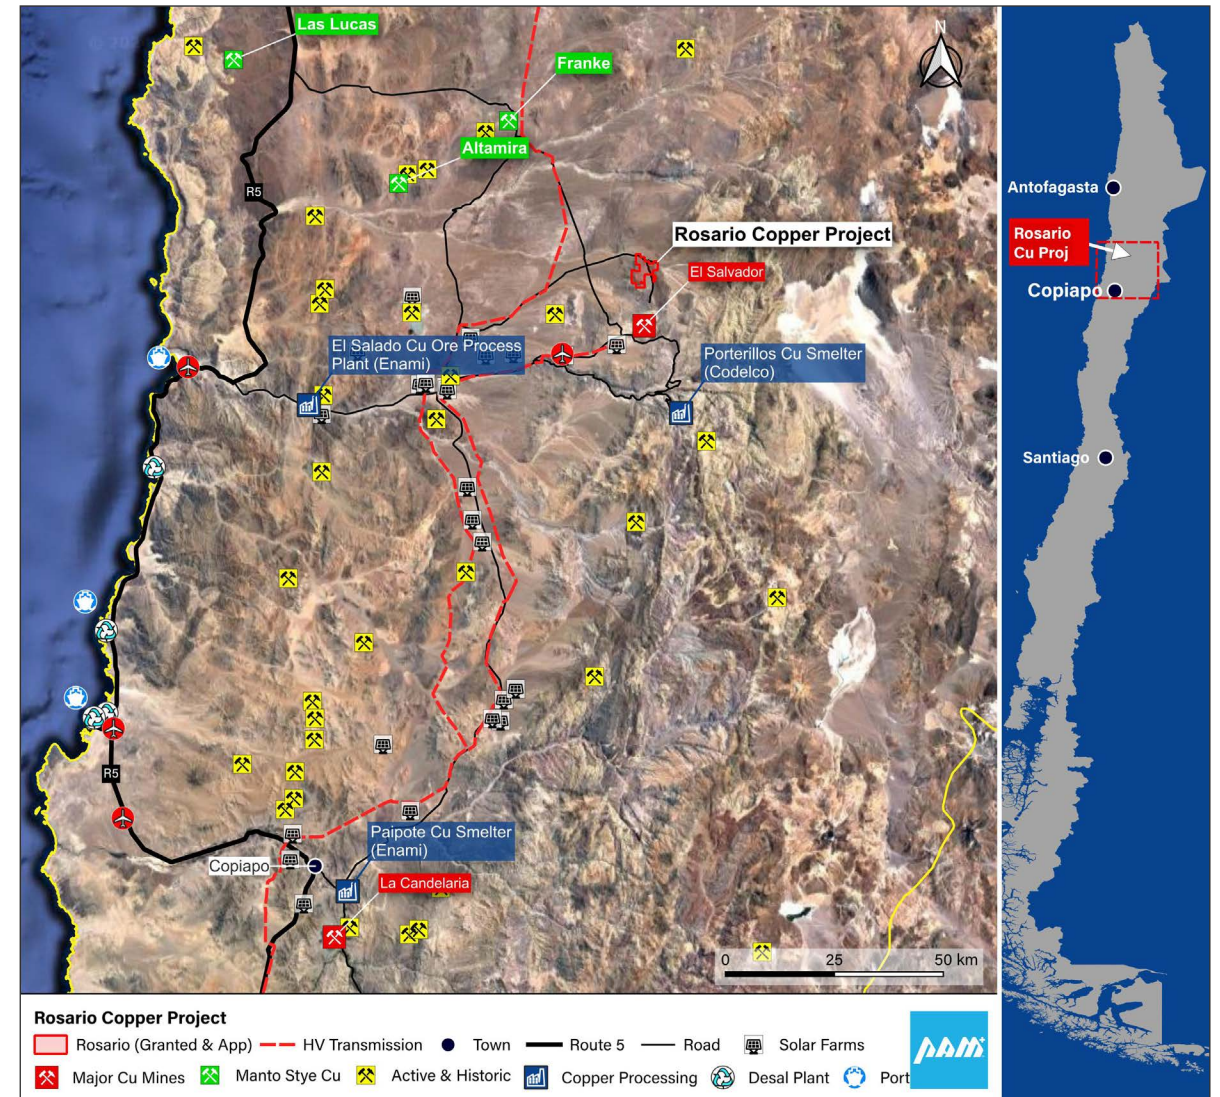 Las Lucas
Franke
N
Altamira
R5
Rosario Copper Project
El Salvador
El Salado Cu Ore Process
Plant (Enami)
Porterillos Cu Smelter
(Codelco)
R5
Paipote Cu Smelter
(Enami)
Copiapo
La Candelaria
0 25 50 km
Antofagasta
Rosario
Cu Proj
Copiapo
Santiago
Rosario Copper Project
Rosario (Granted & App) HV Transmission Town Route 5 Road Solar Farms
Major Cu Mines Manto Stye Cu Active & Historic Copper Processing Desal Plant Port
PAM